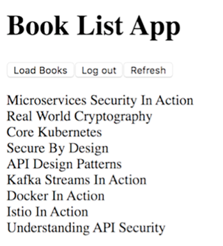 Book List App
Load Books Log out Refresh
Microservices Security In Action
Real World Cryptography
Core Kubernetes
Secure By Design
API Design Patterns
Kafka Streams In Action
Docker In Action
Istio In Action
Understanding API Security